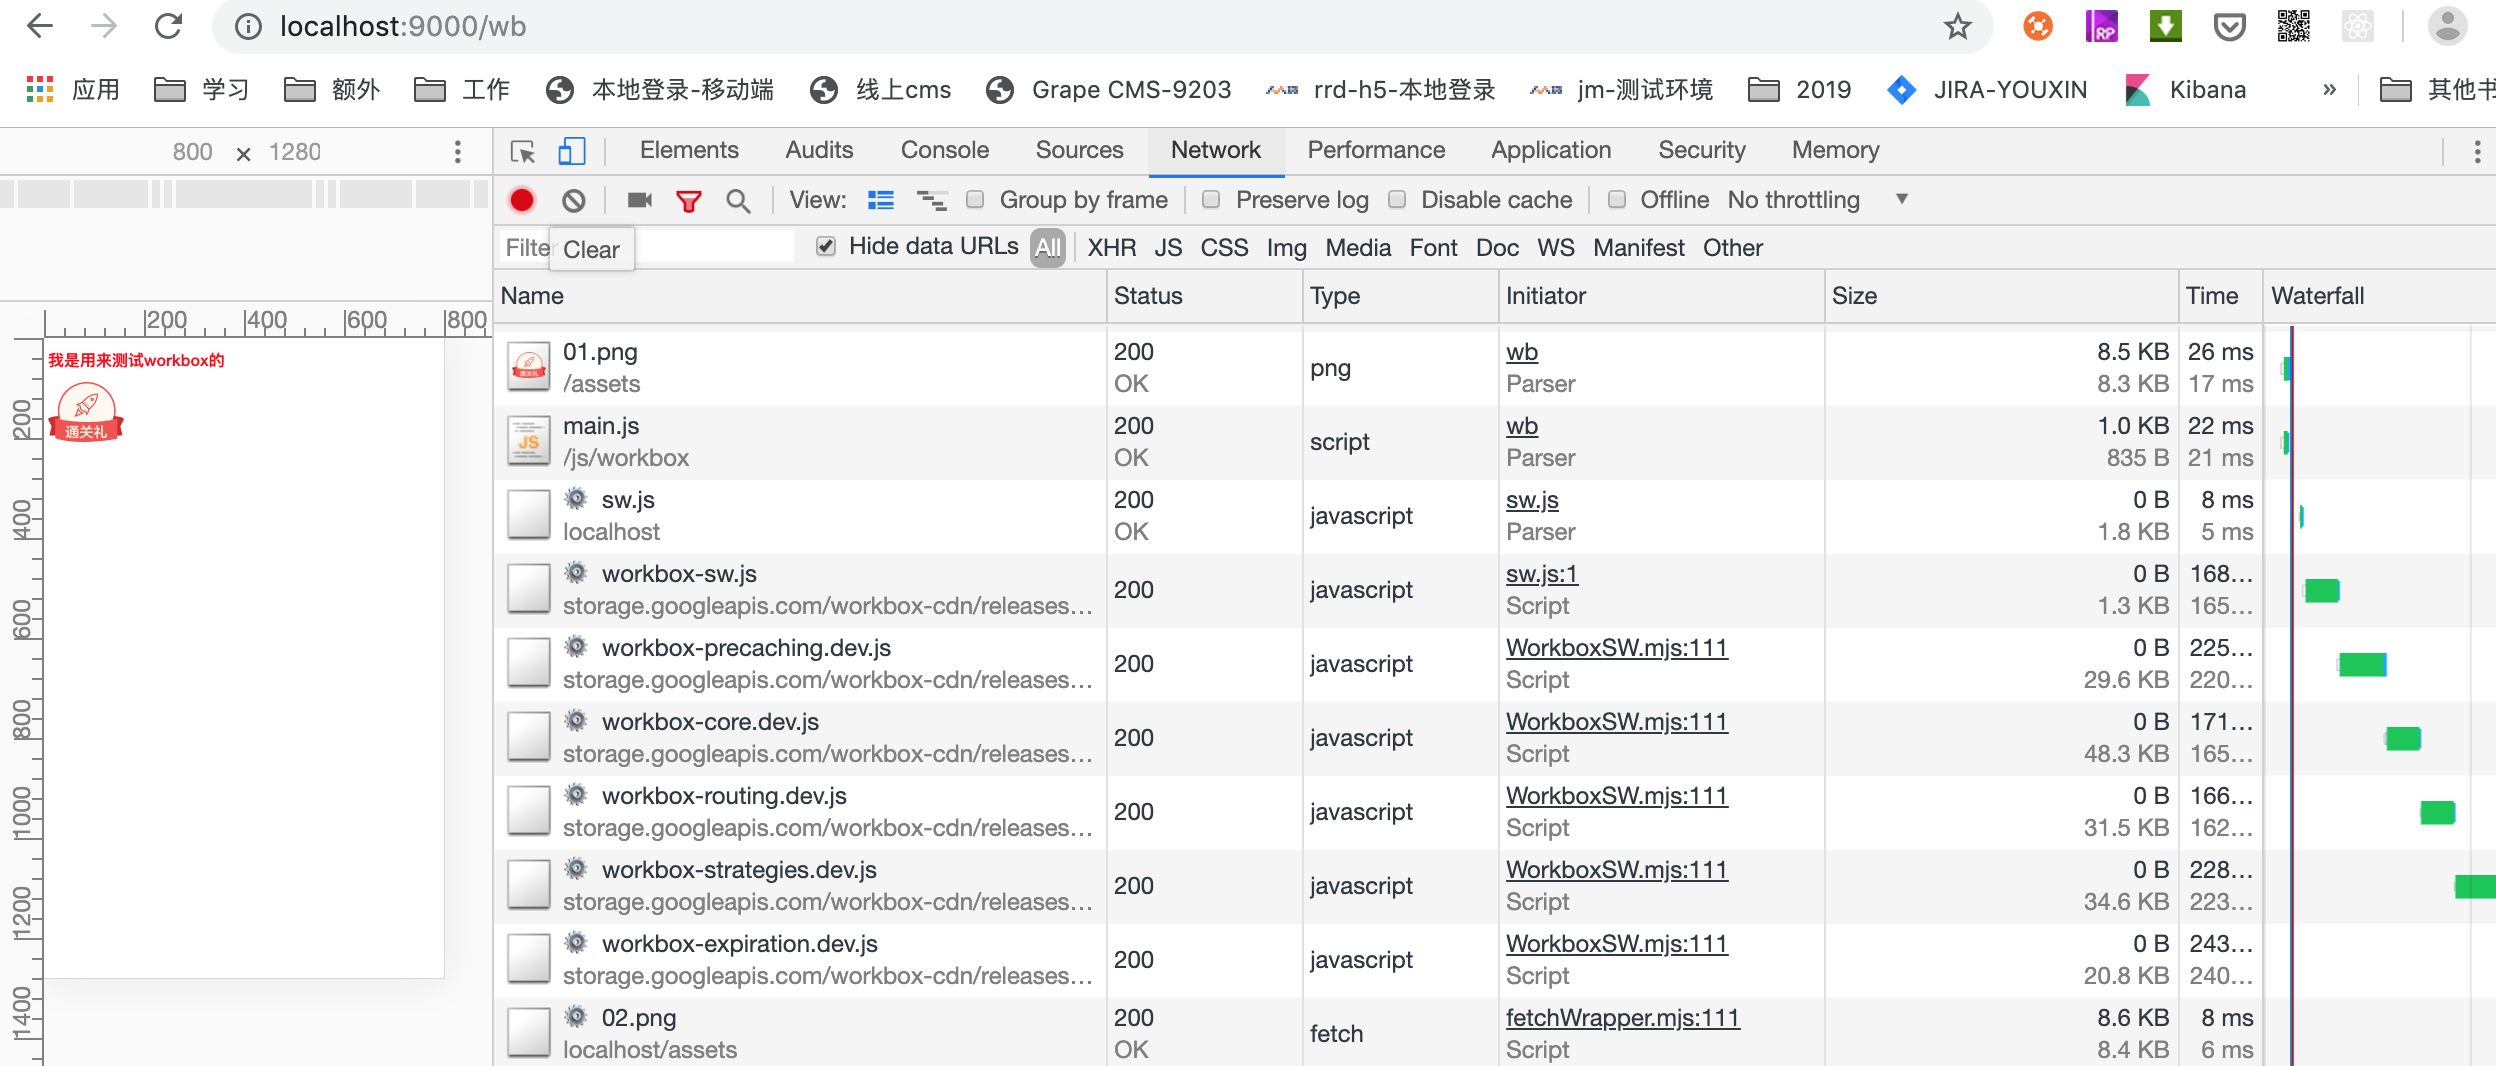 localhost:9000/wb
RP
应用 学习 额外 工作 本地登录-移动端 线上cms Grape CMS-9203 rrd-h5-本地登录 jm-测试环境 2019 JIRA-YOUXIN Kibana » 其他书
800 × 1280
Elements Audits Console Sources Network Performance Application Security Memory
View: Group by frame Preserve log Disable cache Offline No throttling ▼
Filter Clear Hide data URLs All XHR JS CSS Img Media Font Doc WS Manifest Other
Name Status Type Initiator Size Time Waterfall
200 400 600 800
200
400
600
800
1000
1200
1400
我是用来测试workbox的
通关礼
01.png 200 png wb 8.5 KB 26 ms
/assets OK Parser 8.3 KB 17 ms
main.js 200 script wb 1.0 KB 22 ms
JS
/js/workbox OK Parser 835 B 21 ms
sw.js 200 javascript sw.js 0 B 8 ms
localhost OK Parser 1.8 KB 5 ms
workbox-sw.js 200 javascript sw.js:1 0 B 168...
storage.googleapis.com/workbox-cdn/releases... Script 1.3 KB 165...
workbox-precaching.dev.js 200 javascript WorkboxSW.mjs:111 0 B 225...
storage.googleapis.com/workbox-cdn/releases... Script 29.6 KB 220...
workbox-core.dev.js 200 javascript WorkboxSW.mjs:111 0 B 171...
storage.googleapis.com/workbox-cdn/releases... Script 48.3 KB 165...
workbox-routing.dev.js 200 javascript WorkboxSW.mjs:111 0 B 166...
storage.googleapis.com/workbox-cdn/releases... Script 31.5 KB 162...
workbox-strategies.dev.js 200 javascript WorkboxSW.mjs:111 0 B 228...
storage.googleapis.com/workbox-cdn/releases... Script 34.6 KB 223...
workbox-expiration.dev.js 200 javascript WorkboxSW.mjs:111 0 B 243...
storage.googleapis.com/workbox-cdn/releases... Script 20.8 KB 240...
02.png 200 fetch fetchWrapper.mjs:111 8.6 KB 8 ms
localhost/assets OK Script 8.4 KB 6 ms